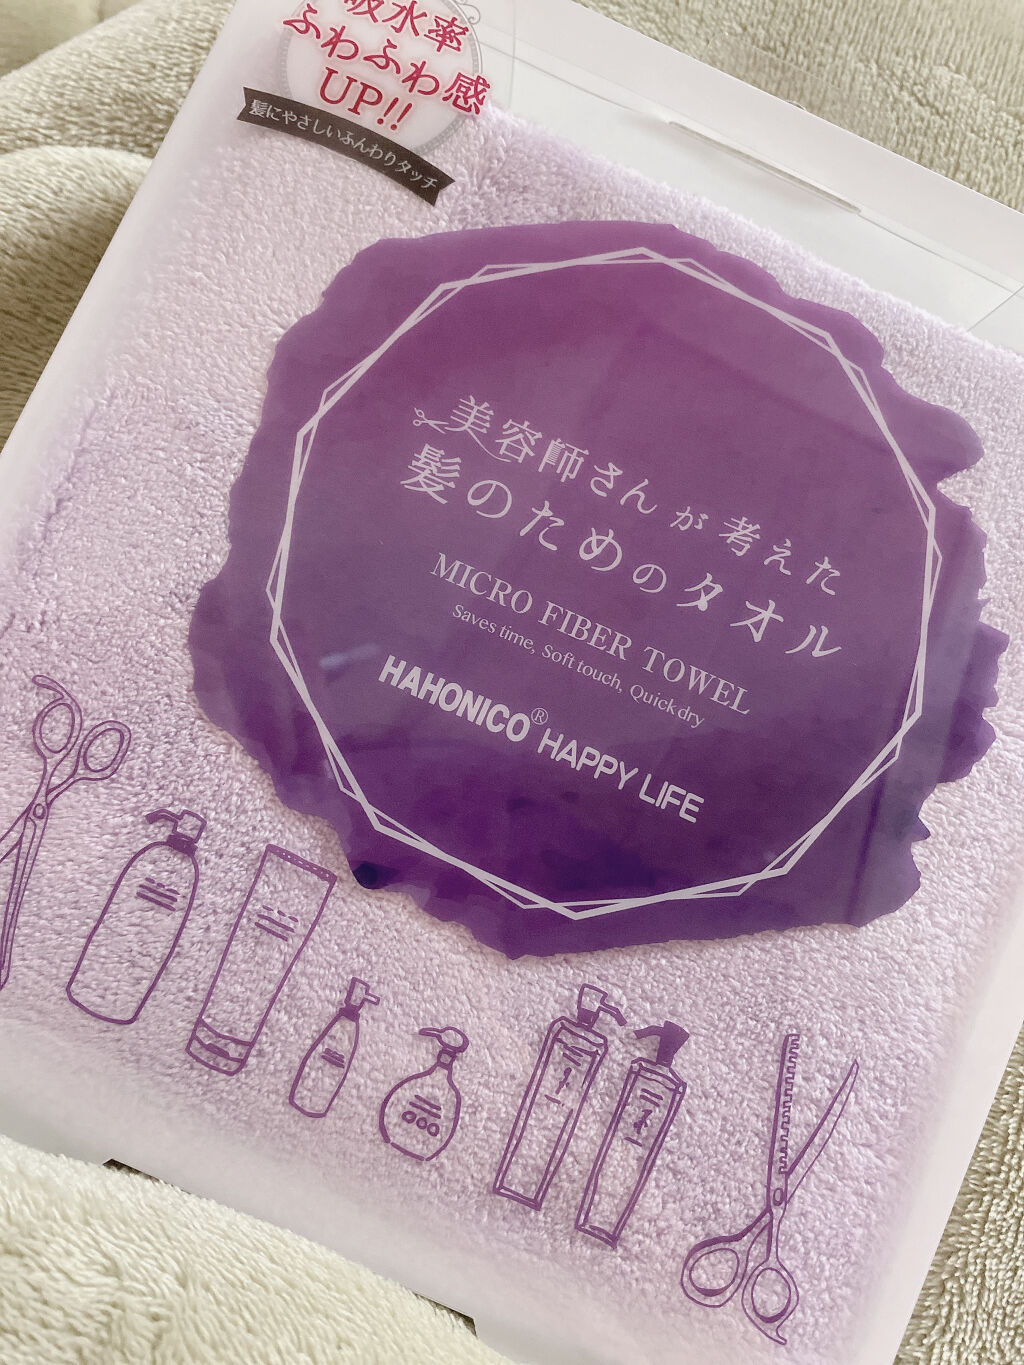 吸水率
ふわふわ感
UP!!
髪にやさしいふんわりタッチ
美容師さんが考えた
髪のためのタオル
MICRO FIBER TOWEL
Saves time, Soft touch, Quick dry
HAHONICO® HAPPY LIFE